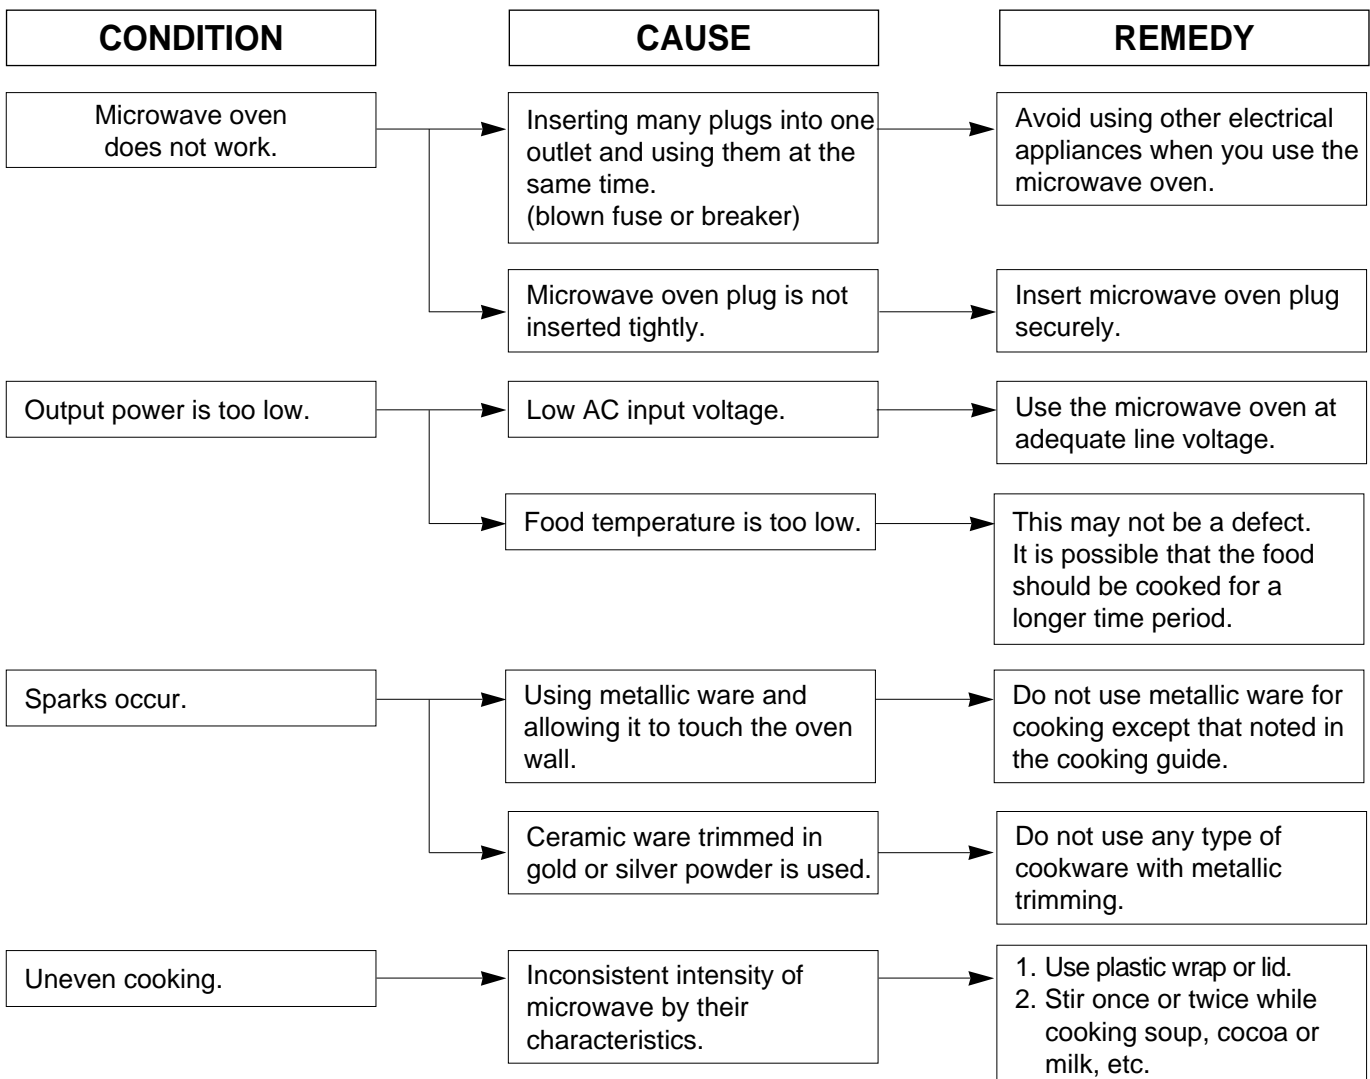 CONDITION
CAUSE
REMEDY
Microwave oven
does not work.
Inserting many plugs into one
outlet and using them at the
same time.
(blown fuse or breaker)
Avoid using other electrical
appliances when you use the
microwave oven.
Microwave oven plug is not
inserted tightly.
Insert microwave oven plug
securely.
Output power is too low.
Low AC input voltage.
Use the microwave oven at
adequate line voltage.
Food temperature is too low.
This may not be a defect.
It is possible that the food
should be cooked for a
longer time period.
Sparks occur.
Using metallic ware and
allowing it to touch the oven
wall.
Do not use metallic ware for
cooking except that noted in
the cooking guide.
Ceramic ware trimmed in
gold or silver powder is used.
Do not use any type of
cookware with metallic
trimming.
Uneven cooking.
Inconsistent intensity of
microwave by their
characteristics.
1. Use plastic wrap or lid.
2. Stir once or twice while
cooking soup, cocoa or
milk, etc.